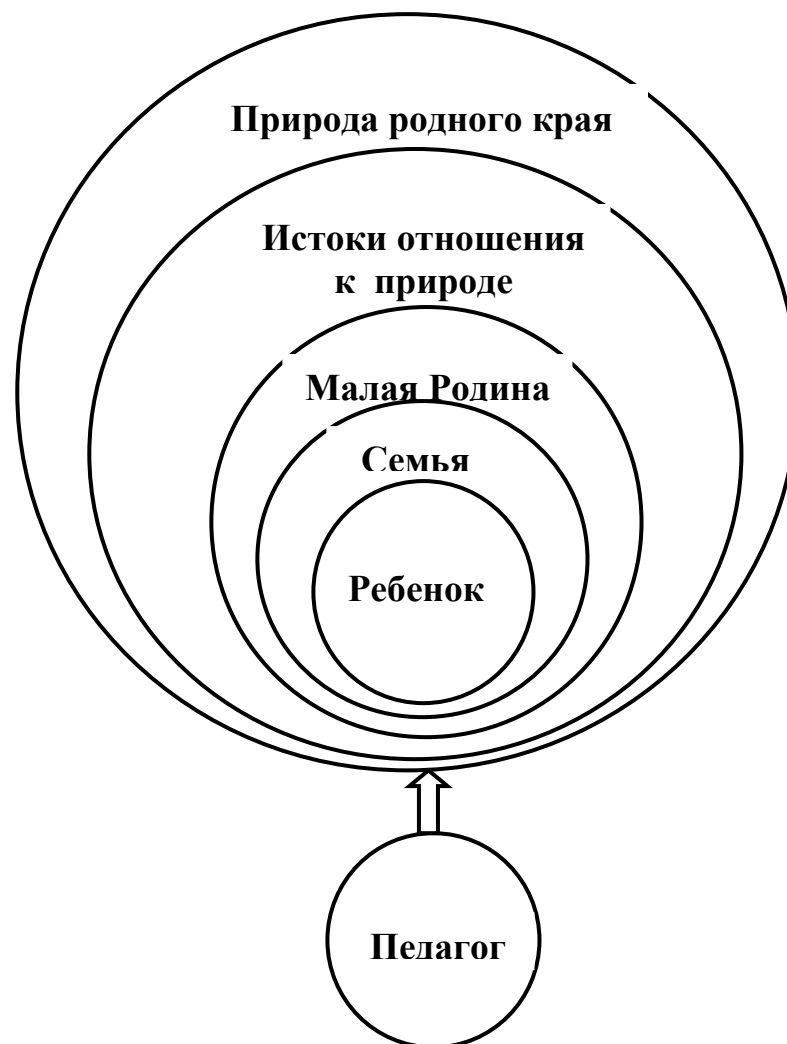 Природа родного края
Истоки отношения
к природе
Малая Родина
Семья
Ребенок
Педагог